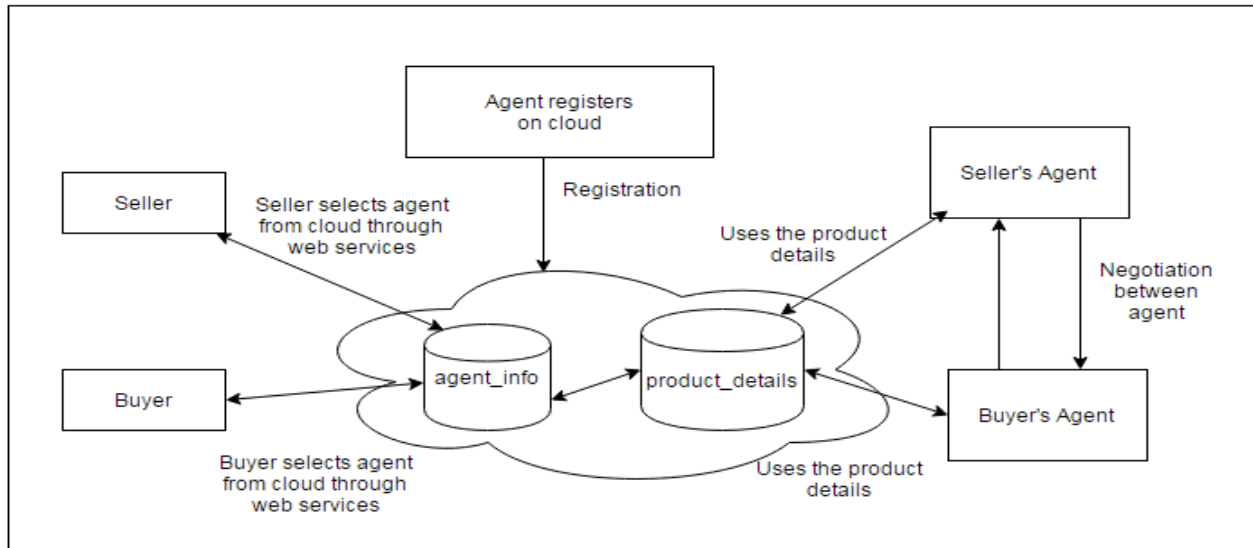 Agent registers
on cloud
Seller's Agent
Seller
Seller selects agent
from cloud through
web services
Registration
Uses the product
details
Negotiation
between
agent
agent_info
product_details
Buyer
Buyer's Agent
Buyer selects agent
from cloud through
web services
Uses the product
details